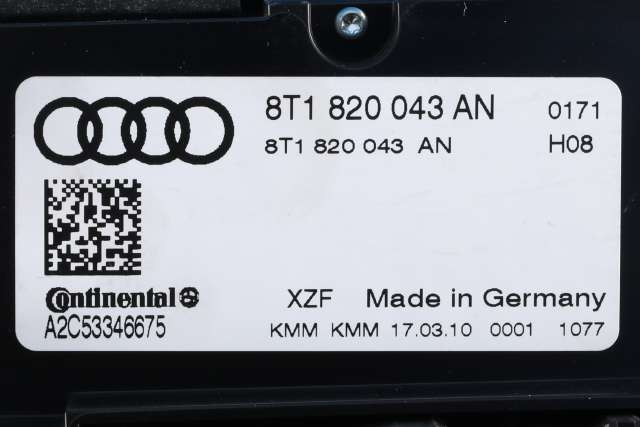 8T1 820 043 AN 0171
8T1 820 043 AN H08
Continental
A2C53346675
XZF Made in Germany
KMM KMM 17.03.10 0001 1077